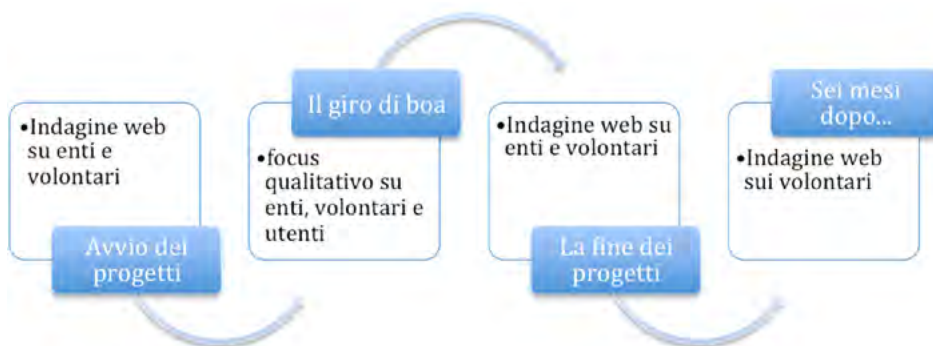 •Indagine web
su enti e
volontari
Avvio dei
progetti
Il giro di boa
•focus
qualitativo su
enti, volontari e
utenti
•Indagine web su
enti e volontari
La fine dei
progetti
Sei mesi
dopo...
•Indagine web
sui volontari